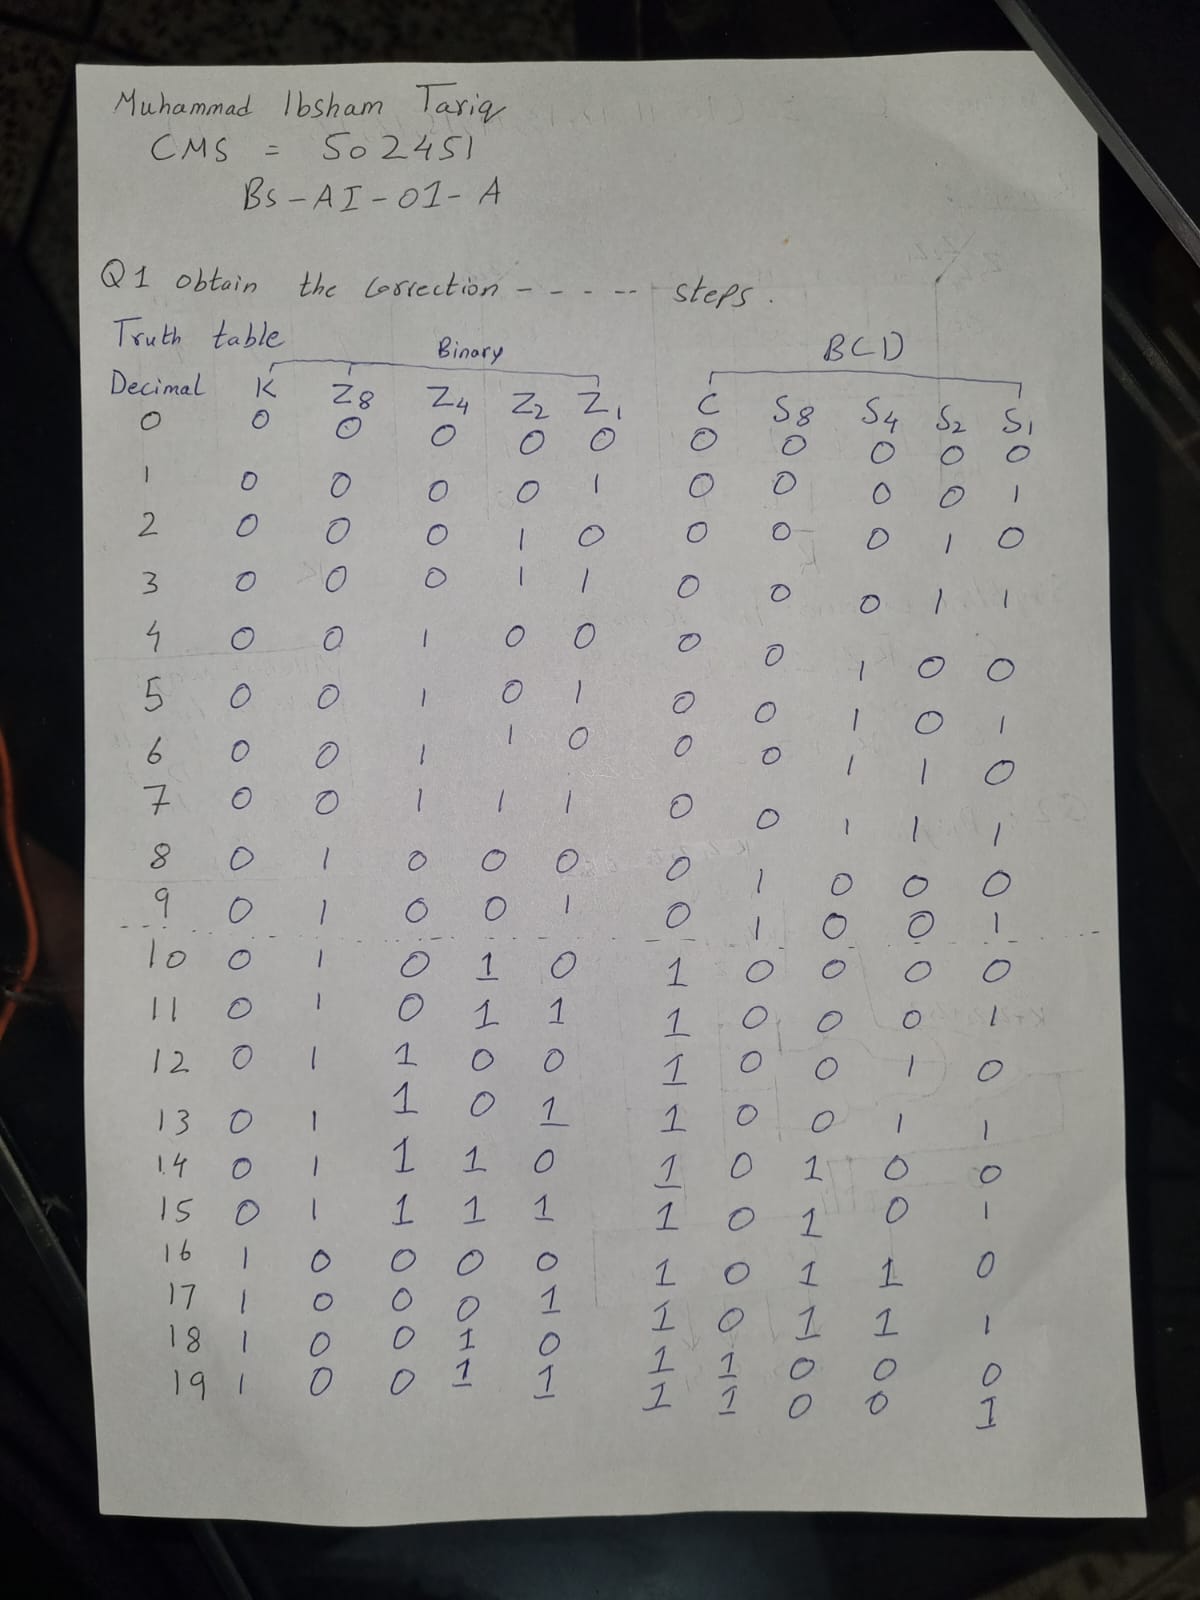 Muhammad Ibsham Tariq
CMS = 502451
Bs-AI-01-A
Q1 obtain the correction ----- steps.
Truth table
Binary BCD
Decimal K Z8 Z4 Z2 Z1 C S8 S4 S2 S1
0 0 0 0 0 0 0 0 0 0 0
1 0 0 0 0 1 0 0 0 0 1
2 0 0 0 1 0 0 0 0 1 0
3 0 0 0 1 1 0 0 0 1 1
4 0 0 1 0 0 0 0 1 0 0
5 0 0 1 0 1 0 0 1 0 1
6 0 0 1 1 0 0 0 1 1 0
7 0 0 1 1 1 0 0 1 1 1
8 0 1 0 0 0 0 1 0 0 0
9 0 1 0 0 1 0 1 0 0 1
10 0 1 0 1 0 1 0 0 0 0
11 0 1 0 1 1 1 0 0 0 1
12 0 1 1 0 0 1 0 0 1 0
13 0 1 1 0 1 1 0 0 1 1
14 0 1 1 1 0 1 0 1 0 0
15 0 1 1 1 1 1 0 1 0 1
16 1 0 0 0 0 1 0 1 1 0
17 1 0 0 0 1 1 0 1 1 1
18 1 0 0 1 0 1 1 0 0 0
19 1 0 0 1 1 1 1 0 0 1